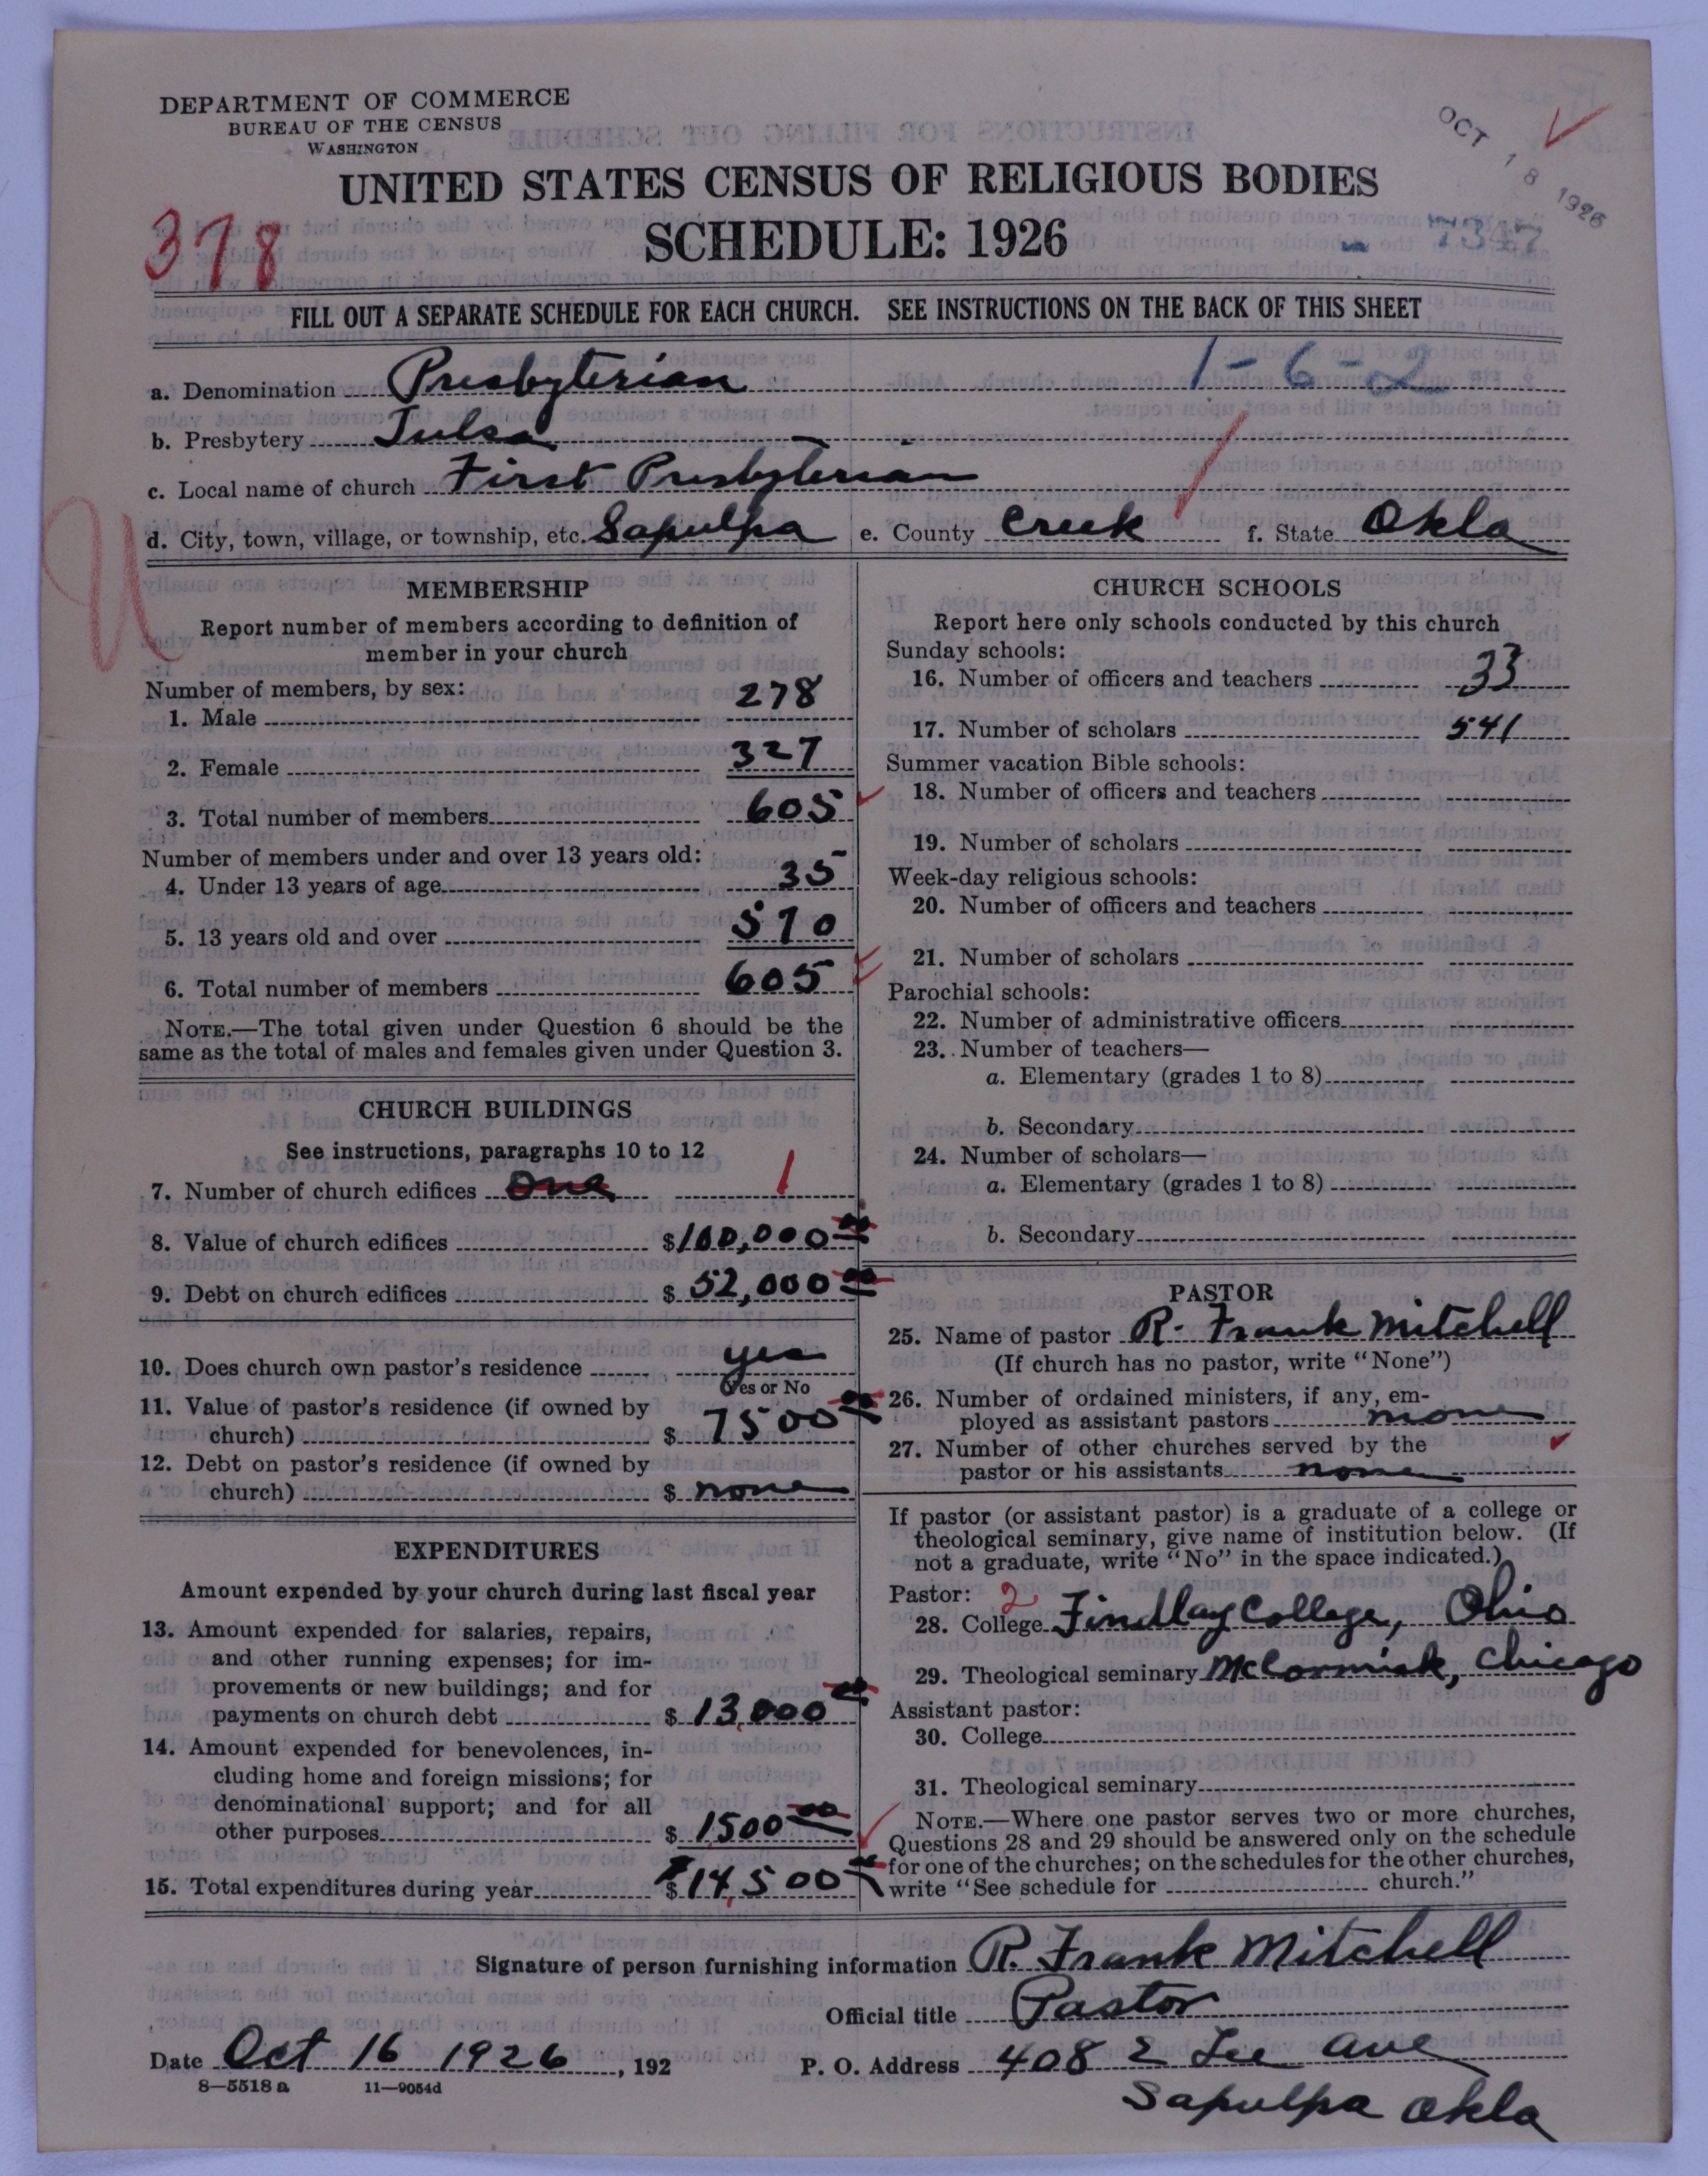 DEPARTMENT OF COMMERCE
BUREAU OF THE CENSUS
WASHINGTON
OCT 18 1926
UNITED STATES CENSUS OF RELIGIOUS BODIES
SCHEDULE: 1926
378
7347
FILL OUT A SEPARATE SCHEDULE FOR EACH CHURCH. SEE INSTRUCTIONS ON THE BACK OF THIS SHEET
1-6-2
a. Denomination Presbyterian
b. Presbytery Tulsa
c. Local name of church First Presbyterian
d. City, town, village, or township, etc. Sapulpa e. County Creek f. State Okla
U
MEMBERSHIP
Report number of members according to definition of
member in your church
Number of members, by sex:
1. Male 278
2. Female 327
3. Total number of members 605
Number of members under and over 13 years old:
4. Under 13 years of age 35
5. 13 years old and over 570
6. Total number of members 605
NOTE.—The total given under Question 6 should be the
same as the total of males and females given under Question 3.
CHURCH BUILDINGS
See instructions, paragraphs 10 to 12
7. Number of church edifices One 1
8. Value of church edifices $100,000 00
9. Debt on church edifices $ 52,000 00
10. Does church own pastor's residence yes
Yes or No
11. Value of pastor's residence (if owned by
church) $ 7500 00
12. Debt on pastor's residence (if owned by
church) $ none
EXPENDITURES
Amount expended by your church during last fiscal year
13. Amount expended for salaries, repairs,
and other running expenses; for im-
provements or new buildings; and for
payments on church debt $ 13,000 00
14. Amount expended for benevolences, in-
cluding home and foreign missions; for
denominational support; and for all
other purposes $ 1500 00
15. Total expenditures during year $ 14,500 00
CHURCH SCHOOLS
Report here only schools conducted by this church
Sunday schools:
16. Number of officers and teachers 33
17. Number of scholars 541
Summer vacation Bible schools:
18. Number of officers and teachers
19. Number of scholars
Week-day religious schools:
20. Number of officers and teachers
21. Number of scholars
Parochial schools:
22. Number of administrative officers
23. Number of teachers—
a. Elementary (grades 1 to 8)
b. Secondary
24. Number of scholars—
a. Elementary (grades 1 to 8)
b. Secondary
PASTOR
25. Name of pastor R. Frank Mitchell
(If church has no pastor, write "None")
26. Number of ordained ministers, if any, em-
ployed as assistant pastors none
27. Number of other churches served by the
pastor or his assistants none
If pastor (or assistant pastor) is a graduate of a college or
theological seminary, give name of institution below. (If
not a graduate, write "No" in the space indicated.)
Pastor: 2
28. College Findlay College, Ohio
29. Theological seminary McCormick, Chicago
Assistant pastor:
30. College
31. Theological seminary
NOTE.—Where one pastor serves two or more churches,
Questions 28 and 29 should be answered only on the schedule
for one of the churches; on the schedules for the other churches,
write "See schedule for church."
Signature of person furnishing information R. Frank Mitchell
Official title Pastor
Date Oct 16 1926, 192 P. O. Address 408 E Lee Ave
8—5518 a 11—9054d
Sapulpa Okla